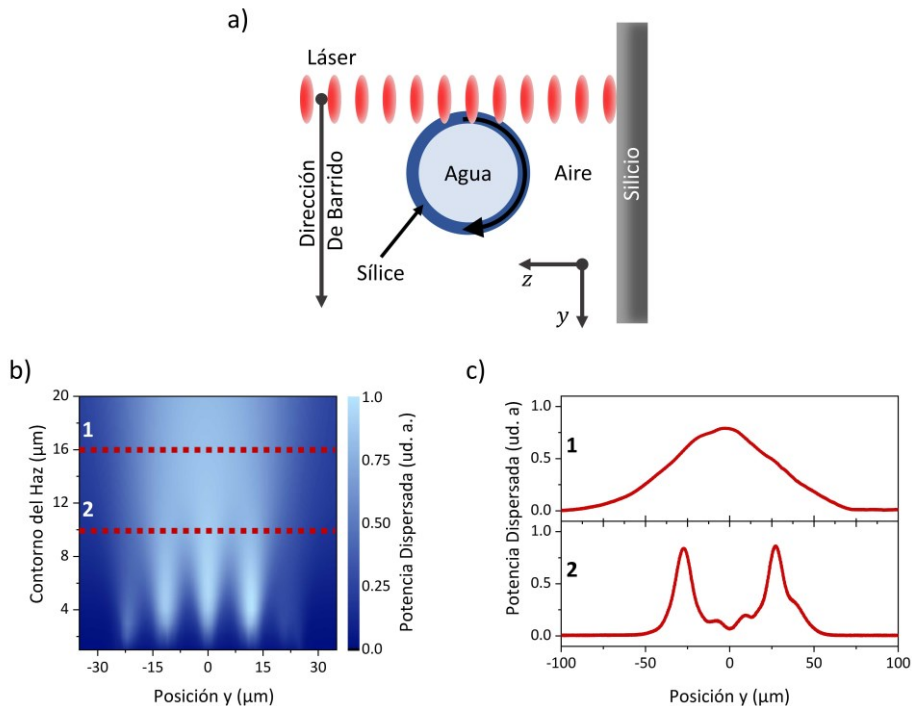 a)
Láser
Dirección
De Barrido
Agua
Aire
Silicio
Sílice
z
y
b)
Contorno del Haz (µm)
20
16
12
8
4
1
2
-30 -15 0 15 30
Posición y (µm)
1.0
0.75
0.50
0.25
0.0
Potencia Dispersada (ud. a.)
c)
Potencia Dispersada (ud. a)
1.0
0.5
0.0
1
1.0
0.5
0.0
2
-100 -50 0 50 100
Posición y (µm)